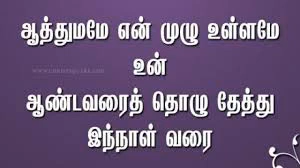 ஆத்துமமே என் முழு உள்ளமே
உன்
ஆண்டவரைத் தொழு தேத்து
இந்நாள் வரை